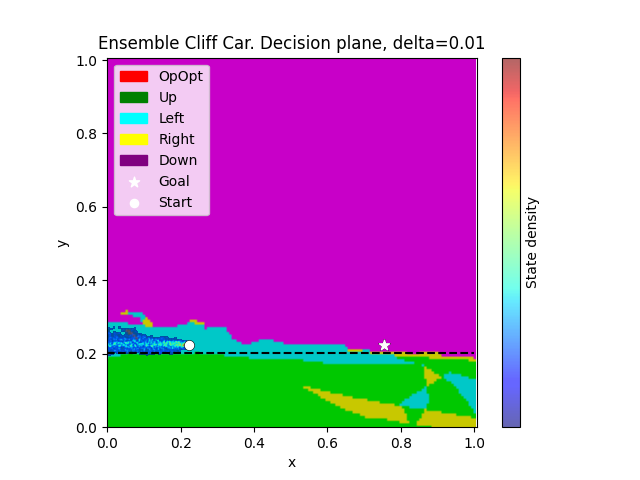 Ensemble Cliff Car. Decision plane, delta=0.01
1.0
0.8
0.6
0.4
0.2
0.0
y
OpOpt
Up
Left
Right
Down
Goal
Start
0.0 0.2 0.4 0.6 0.8 1.0
x
State density